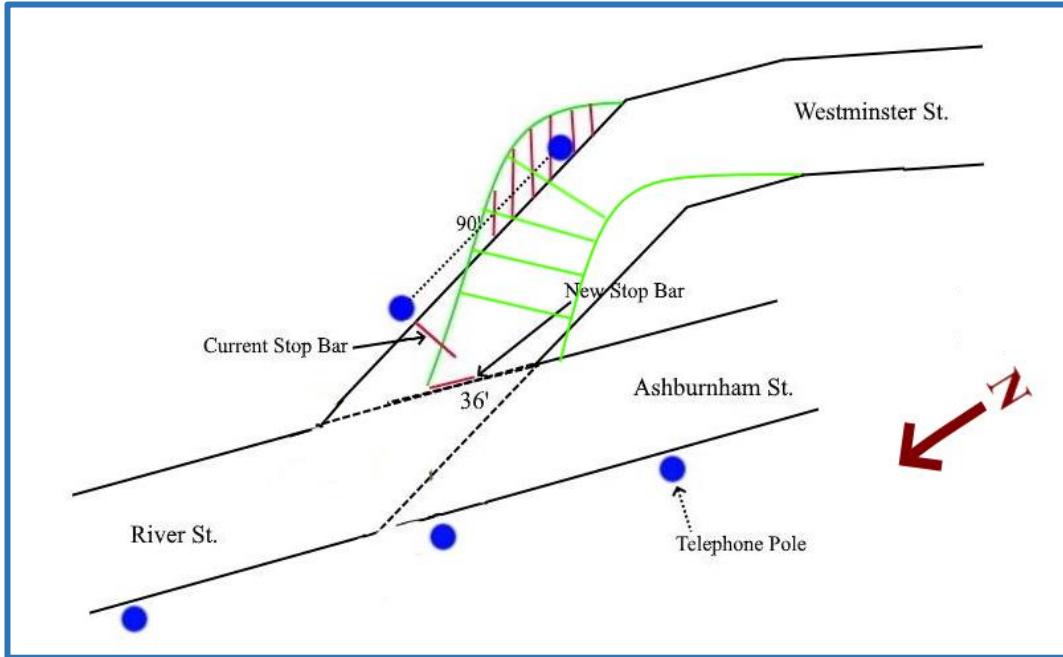 Westminster St.
90'
New Stop Bar
Current Stop Bar
36'
Ashburnham St.
N
River St.
Telephone Pole